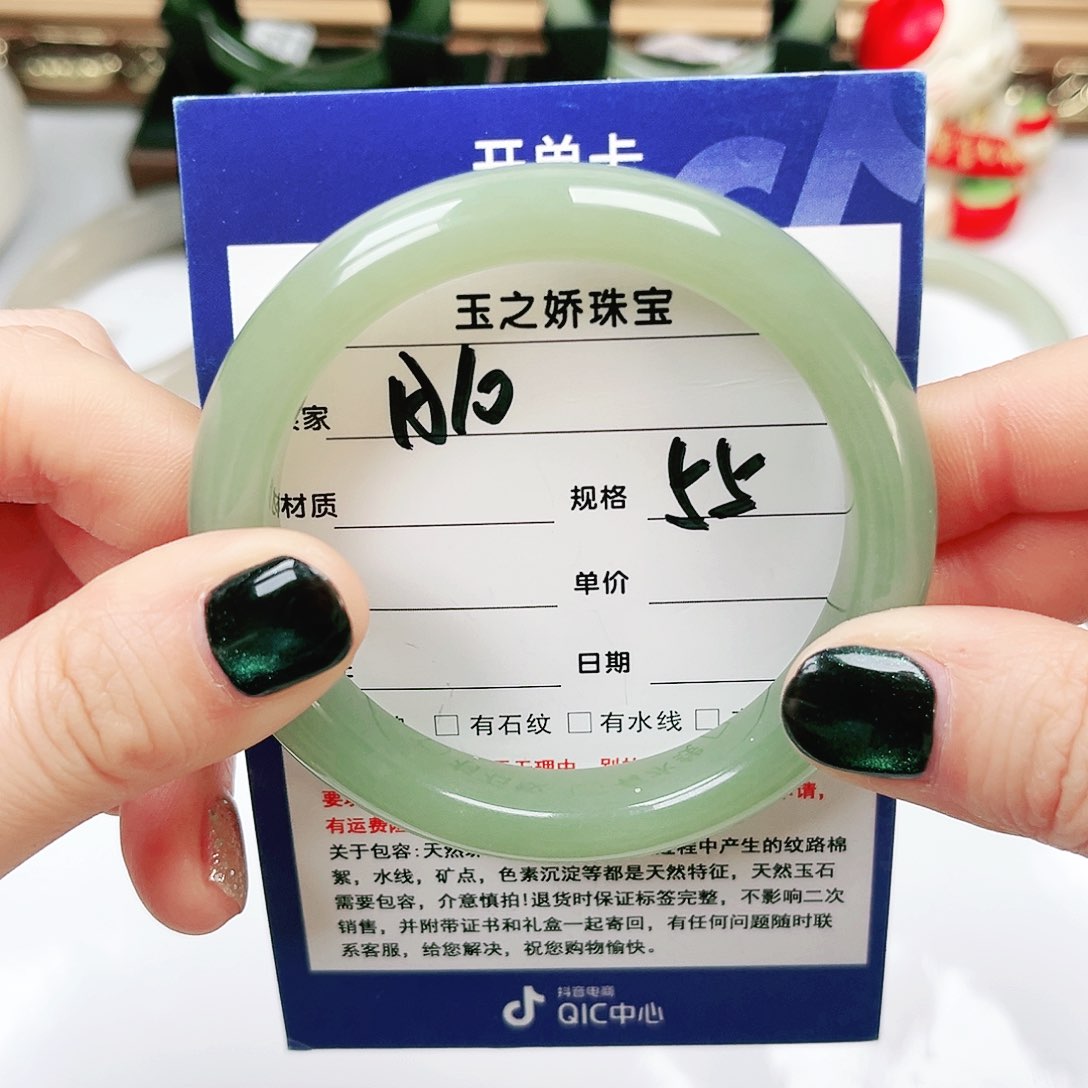 开单卡
玉之娇珠宝
家
材质 规格 55
单价
日期
□ 有石纹 □ 有水线 □
理由
请，
有运费
关于包容：天然 程中产生的纹路棉
絮，水线，矿点，色素沉淀等都是天然特征，天然玉石
需要包容，介意慎拍！退货时保证标签完整，不影响二次
销售，并附带证书和礼盒一起寄回，有任何问题随时联
系客服，给您解决，祝您购物愉快。
抖音电商
QIC中心